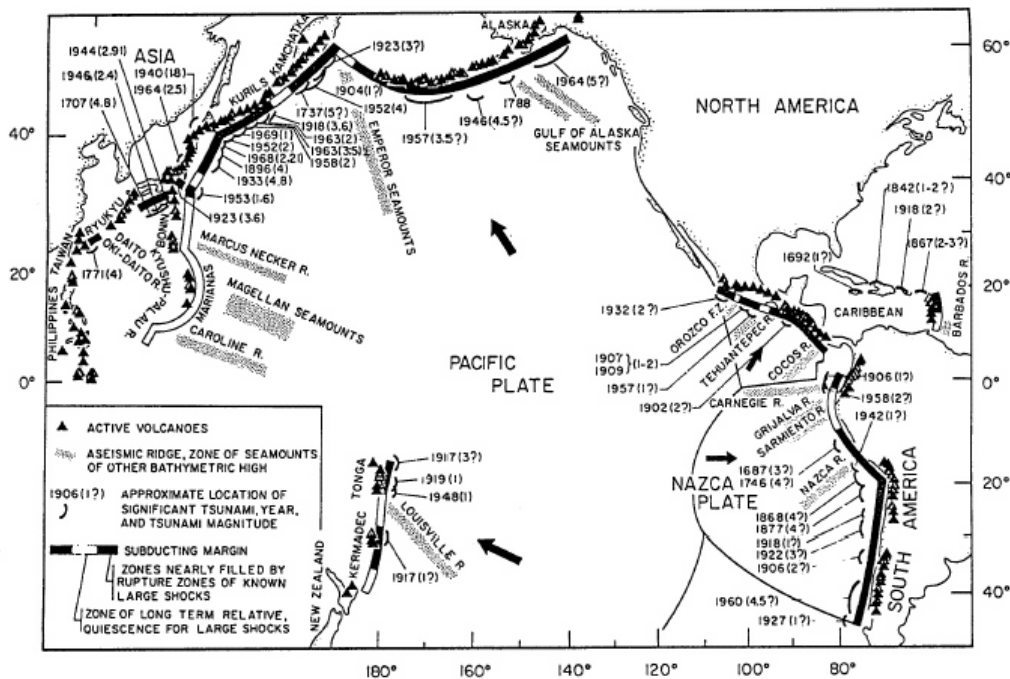 ALASKA
KAMCHATKA
KURILS
ASIA
NORTH AMERICA
1944 (2.9)
1946 (2.4)
1707 (4.8)
1940 (1.8)
1964 (2.5)
1923 (3?)
1904 (1?)
1952 (4)
1737 (5?)
1918 (3.6)
1963 (2)
1958 (2)
1969 (1)
1952 (2)
1896 (4)
1933 (4.8)
1953 (1.6)
1923 (3.6)
1771 (4)
1957 (3.5?)
1946 (4.5?)
1788
1964 (5?)
GULF OF ALASKA
SEAMOUNTS
EMPEROR SEAMOUNTS
RYUKYUS
TAIWAN
PHILIPPINES
DAITO
OKI-DAITO R.
KYUSHU-PALAU R.
BONIN
MARIANAS
MARCUS NECKER R.
MAGELLAN SEAMOUNTS
CAROLINE R.
PACIFIC
PLATE
1842 (1-2?)
1918 (2?)
1867 (2-3?)
1692 (1?)
CARIBBEAN
BARBADOS R.
1932 (2?)
OROZCO F.Z.
TEHUANTEPEC R.
COCOS R.
190?
1909
(1-2)
1957 (1?)
1902 (2?)
CARNEGIE R.
GRIJALVA R.
SARMIENTO R.
NAZCA R.
1906 (1?)
1958 (2?)
1942 (1?)
1687 (3?)
1746 (4?)
NAZCA
PLATE
1868 (4?)
1877 (4?)
1918 (1?)
1922 (3?)
1906 (2?)
1960 (4.5?)
1927 (1?)
SOUTH AMERICA
1917 (3?)
1919 (1)
1948 (1)
1917 (1?)
TONGA
KERMADEC
LOUISVILLE R
NEW ZEALAND
ACTIVE VOLCANOES
ASEISMIC RIDGE, ZONE OF SEAMOUNTS
OF OTHER BATHYMETRIC HIGH
1906 (1?) APPROXIMATE LOCATION OF
SIGNIFICANT TSUNAMI, YEAR,
AND TSUNAMI MAGNITUDE
SUBDUCTING MARGIN
ZONES NEARLY FILLED BY
RUPTURE ZONES OF KNOWN
LARGE SHOCKS
ZONE OF LONG TERM RELATIVE,
QUIESCENCE FOR LARGE SHOCKS
40°
20°
0°
60°
40°
20°
0°
20°
40°
180°
160°
140°
120°
100°
80°
60°